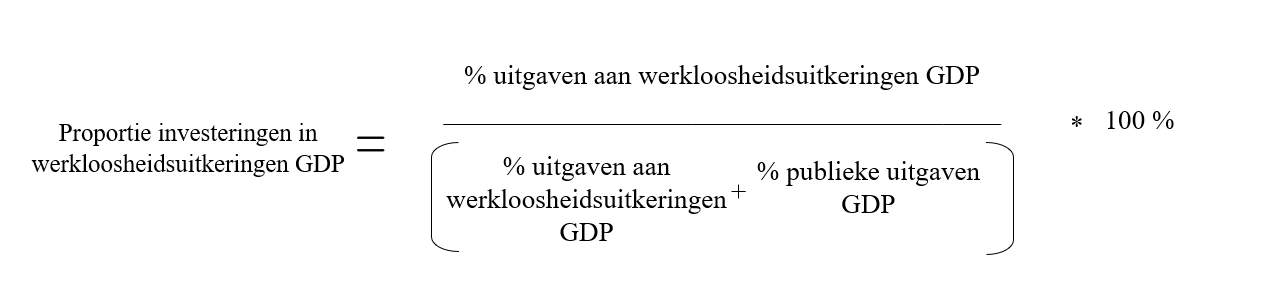 % uitgaven aan werkloosheidsuitkeringen GDP
Proportie investeringen in
werkloosheidsuitkeringen GDP
=
* 100 %
% uitgaven aan
werkloosheidsuitkeringen
GDP
+
% publieke uitgaven
GDP